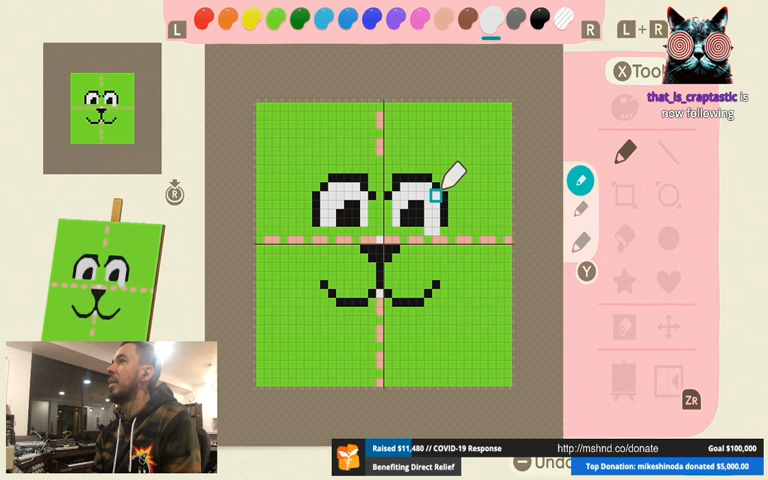 L
R
L + R
X Tool
that_is_craptastic is
now following
R
Y
ZR
Raised $11,480 // COVID-19 Response
http://mshnd.co/donate
Goal $100,000
Benefiting Direct Relief
Undo
Top Donation: mikeshinoda donated $5,000.00